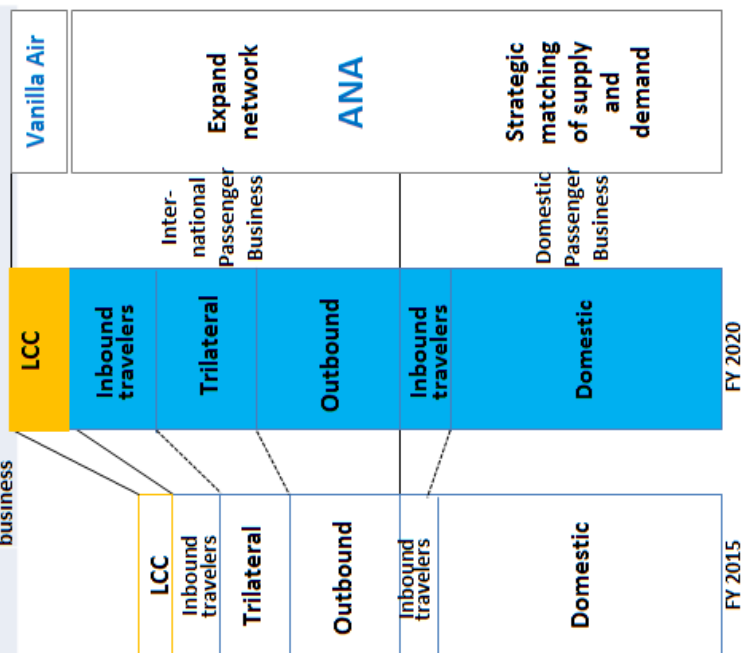 business
LCC
Inbound
travelers
Trilateral
Outbound
Inbound
travelers
Domestic
FY 2015
LCC
Inbound
travelers
Trilateral
Outbound
Inbound
travelers
Domestic
FY 2020
Inter-
national
Passenger
Business
Domestic
Passenger
Business
Vanilla Air
Expand
network
ANA
Strategic
matching
of supply
and
demand